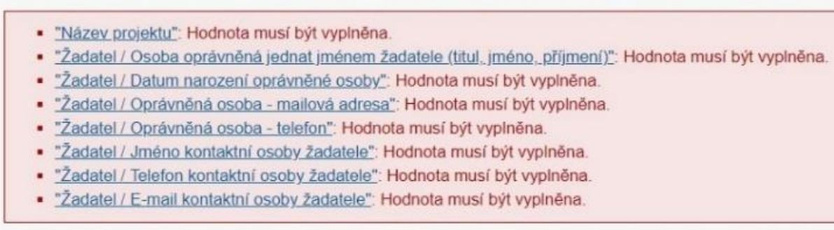 "Název projektu": Hodnota musí být vyplněna.
"Žadatel / Osoba oprávněná jednat jménem žadatele (titul, jméno, příjmení)": Hodnota musí být vyplněna.
"Žadatel / Datum narození oprávněné osoby": Hodnota musí být vyplněna.
"Žadatel / Oprávněná osoba - mailová adresa": Hodnota musí být vyplněna.
"Žadatel / Oprávněná osoba - telefon": Hodnota musí být vyplněna.
"Žadatel / Jméno kontaktní osoby žadatele": Hodnota musí být vyplněna.
"Žadatel / Telefon kontaktní osoby žadatele": Hodnota musí být vyplněna.
"Žadatel / E-mail kontaktní osoby žadatele": Hodnota musí být vyplněna.